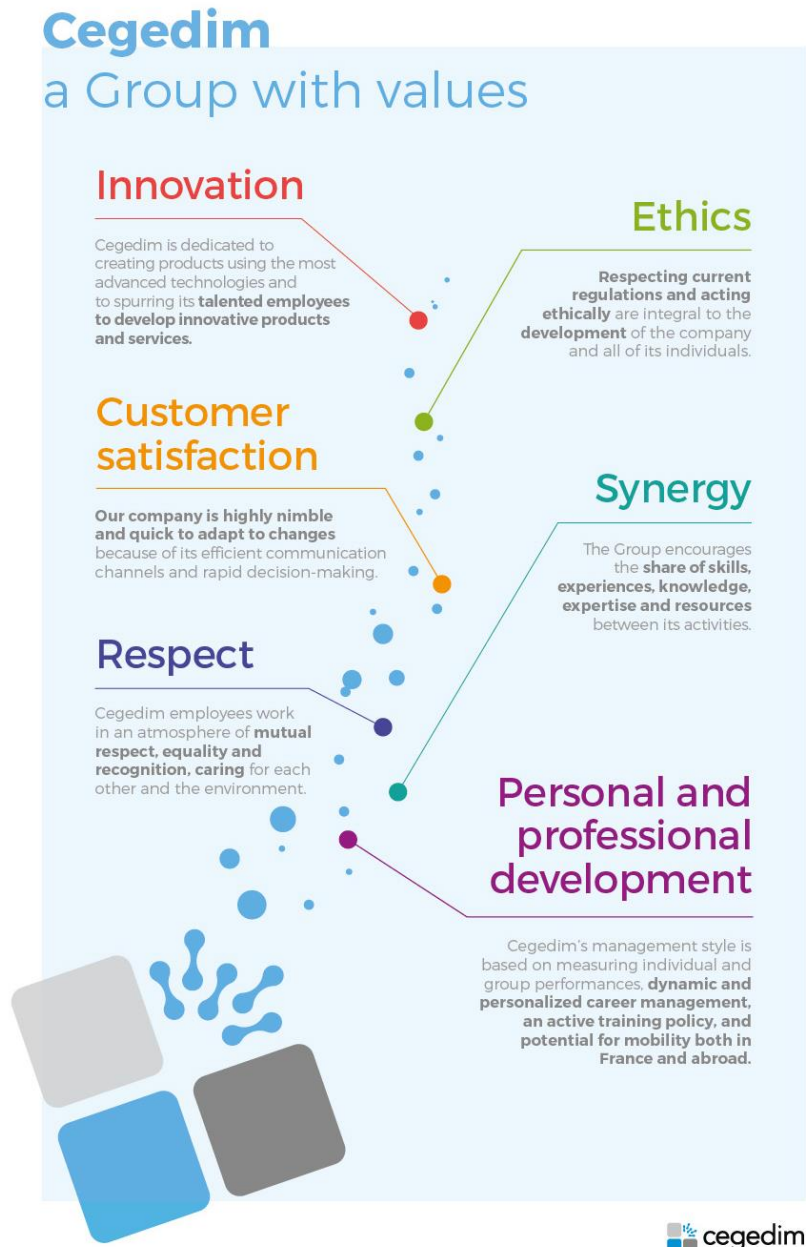 Cegedim
a Group with values
Innovation
Cegedim is dedicated to
creating products using the most
advanced technologies and
to spurring its talented employees
to develop innovative products
and services.
Ethics
Respecting current
regulations and acting
ethically are integral to the
development of the company
and all of its individuals.
Customer
satisfaction
Our company is highly nimble
and quick to adapt to changes
because of its efficient communication
channels and rapid decision-making.
Synergy
The Group encourages
the share of skills,
experiences, knowledge,
expertise and resources
between its activities.
Respect
Cegedim employees work
in an atmosphere of mutual
respect, equality and
recognition, caring for each
other and the environment.
Personal and
professional
development
Cegedim's management style is
based on measuring individual and
group performances, dynamic and
personalized career management,
an active training policy, and
potential for mobility both in
France and abroad.
cegedim